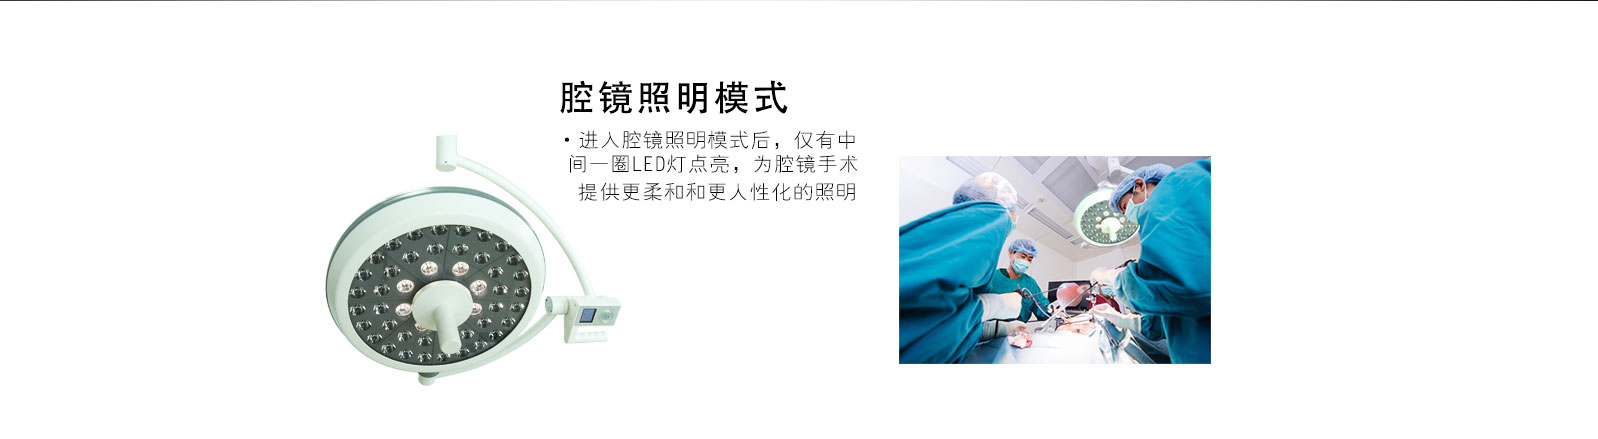 腔镜照明模式
·进入腔镜照明模式后，仅有中
间一圈LED灯点亮，为腔镜手术
提供更柔和和更人性化的照明